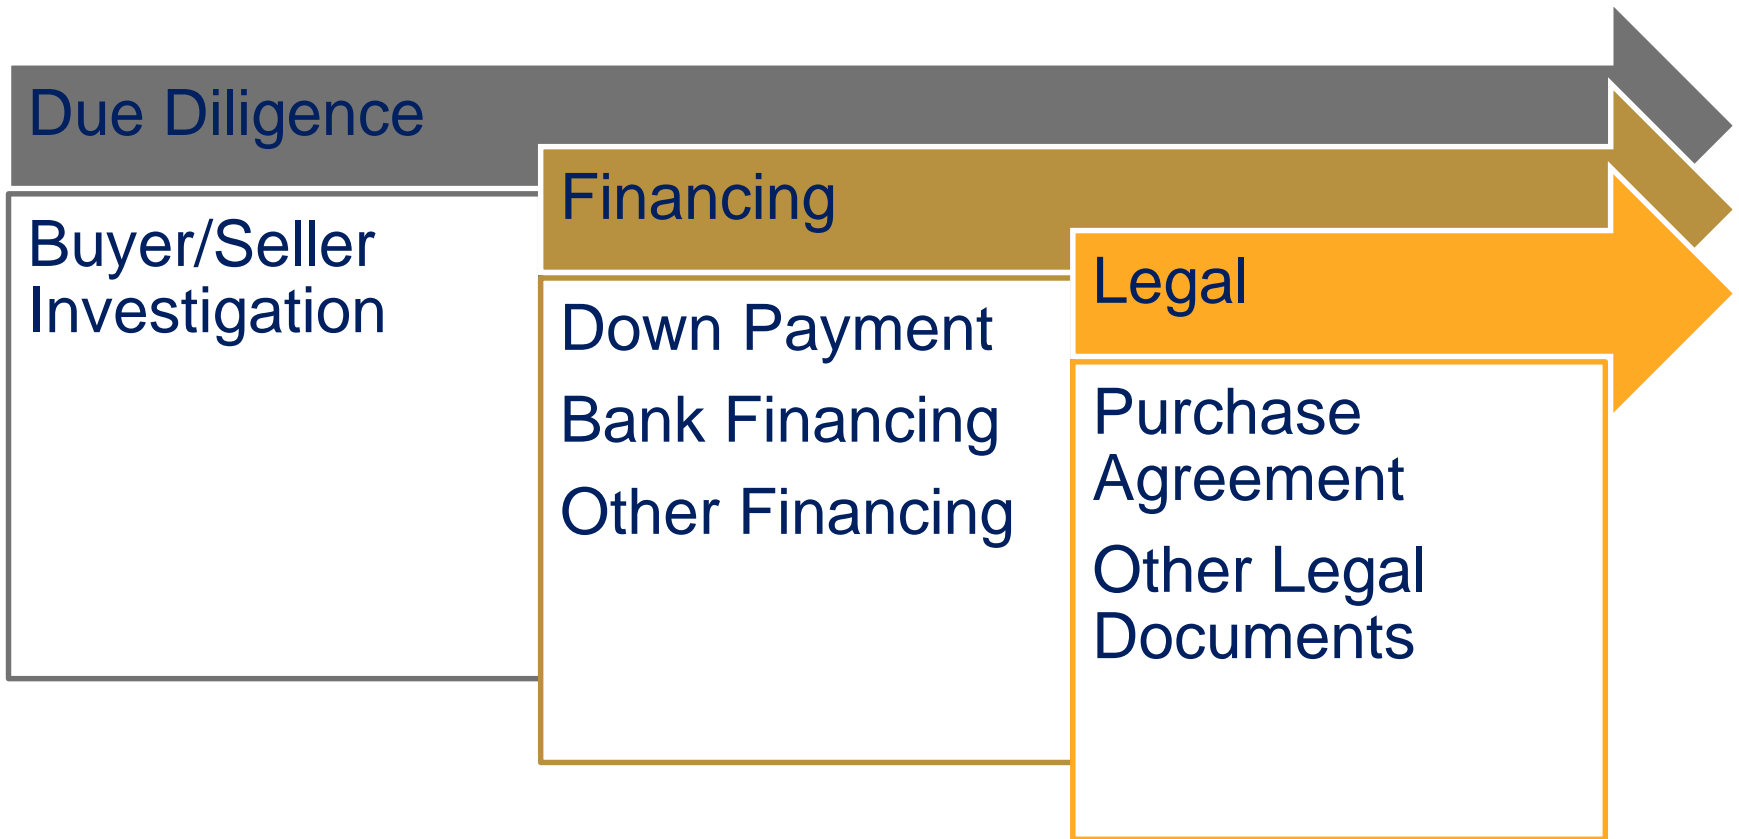 Due Diligence
Buyer/Seller
Investigation
Financing
Down Payment
Bank Financing
Other Financing
Legal
Purchase
Agreement
Other Legal
Documents